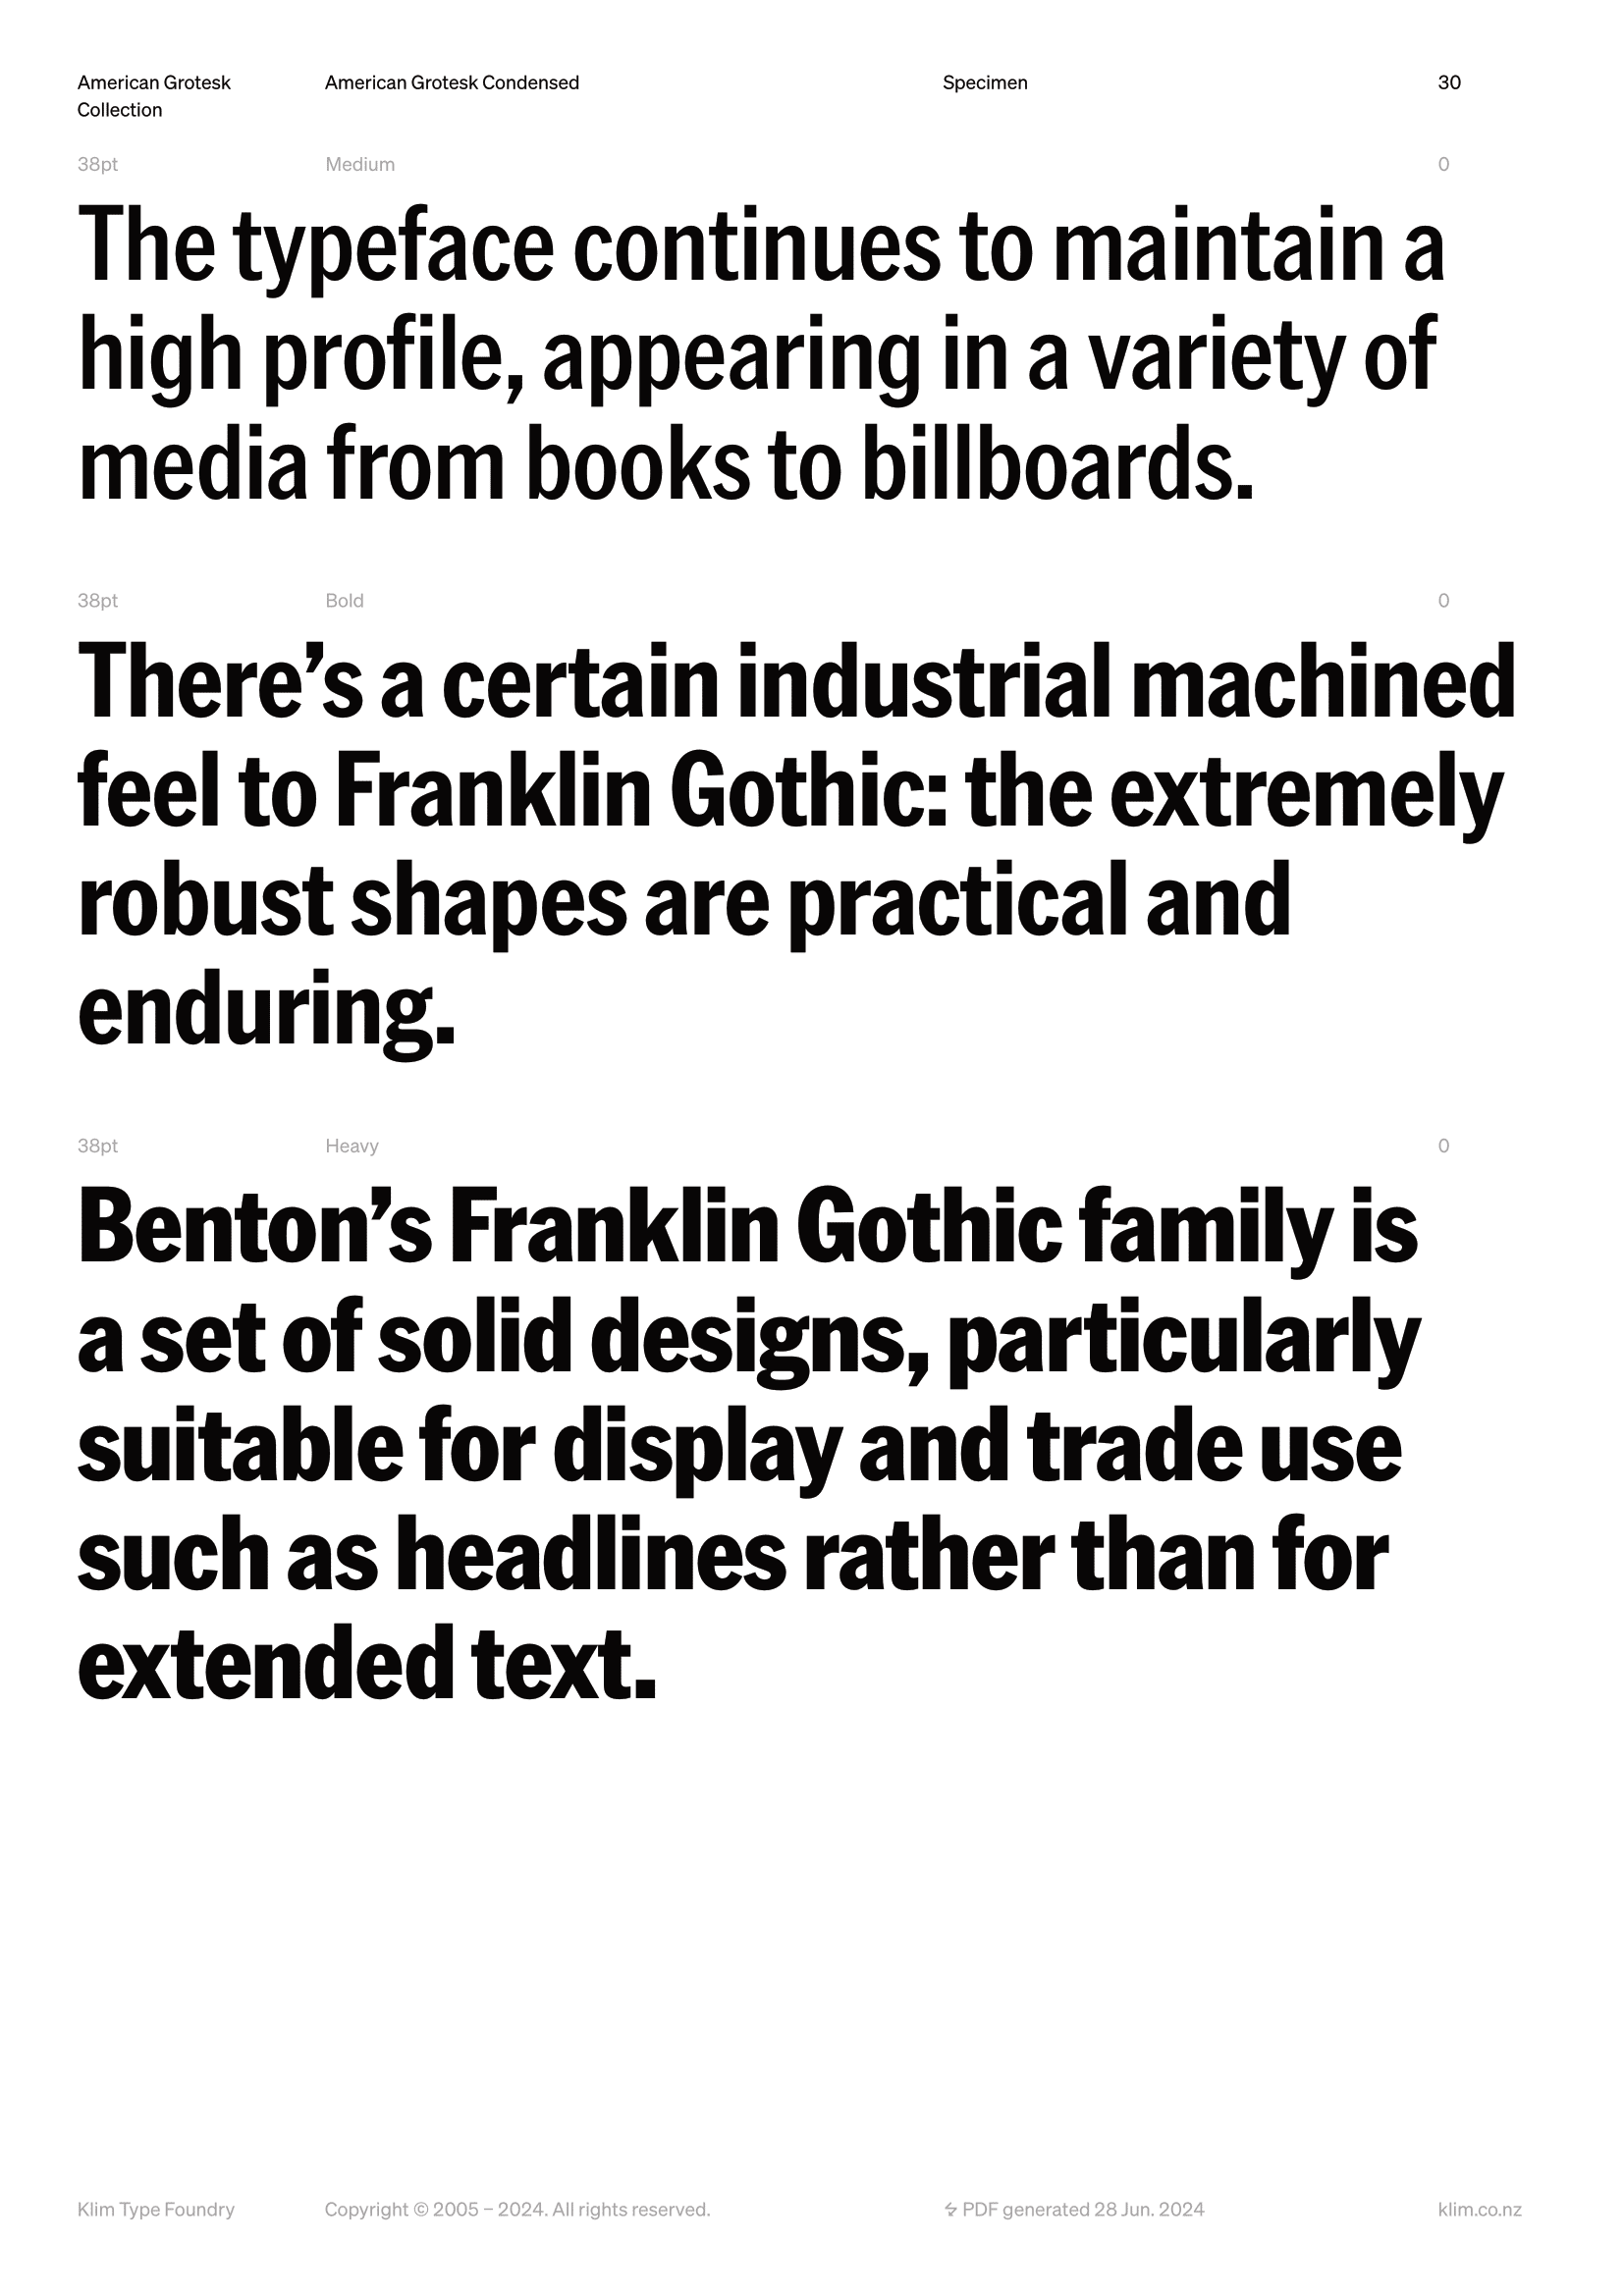 American Grotesk Collection American Grotesk Condensed Specimen 30
38pt Medium 0
The typeface continues to maintain a
high profile, appearing in a variety of
media from books to billboards.
38pt Bold 0
There’s a certain industrial machined
feel to Franklin Gothic: the extremely
robust shapes are practical and
enduring.
38pt Heavy 0
Benton’s Franklin Gothic family is
a set of solid designs, particularly
suitable for display and trade use
such as headlines rather than for
extended text.
Klim Type Foundry Copyright © 2005 – 2024. All rights reserved. PDF generated 28 Jun. 2024 klim.co.nz